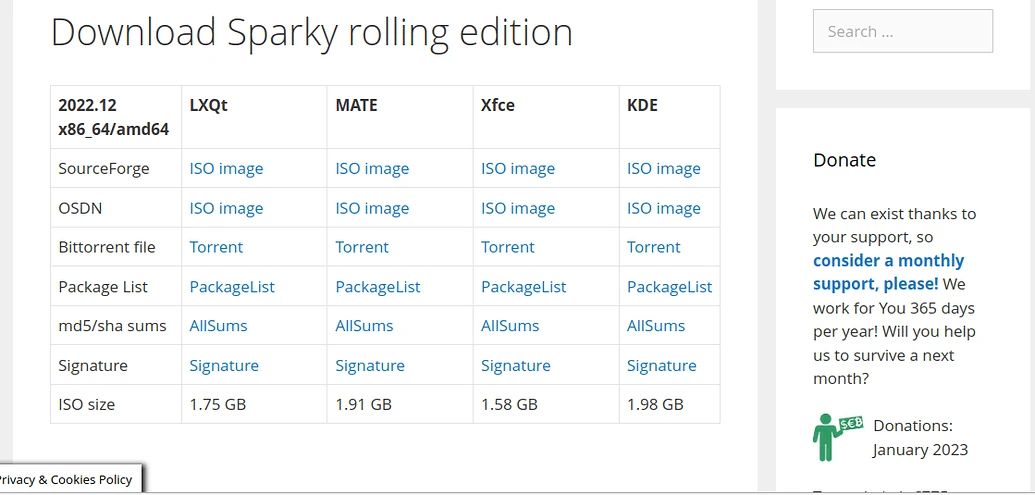 Download Sparky rolling edition
2022.12 x86_64/amd64 LXQt MATE Xfce KDE
SourceForge ISO image ISO image ISO image ISO image
OSDN ISO image ISO image ISO image ISO image
Bittorrent file Torrent Torrent Torrent Torrent
Package List PackageList PackageList PackageList PackageList
md5/sha sums AllSums AllSums AllSums AllSums
Signature Signature Signature Signature Signature
ISO size 1.75 GB 1.91 GB 1.58 GB 1.98 GB
Privacy & Cookies Policy
Search ...
Donate
We can exist thanks to
your support, so
consider a monthly
support, please! We
work for You 365 days
per year! Will you help
us to survive a next
month?
Donations:
January 2023